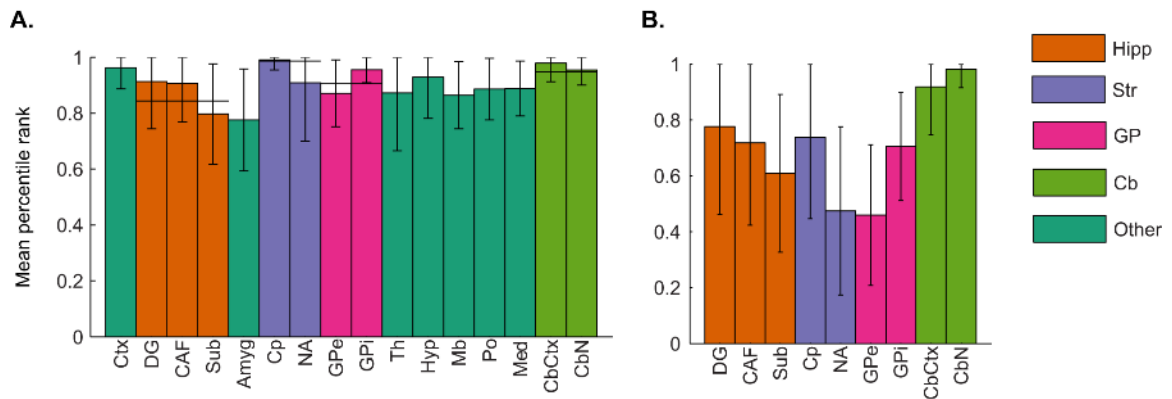 A.
Mean percentile rank
1
0.8
0.6
0.4
0.2
0
Ctx
DG
CAF
Sub
Amyg
Cp
NA
GPe
GPi
Th
Hyp
Mb
Po
Med
CbCtx
CbN
B.
1
0.8
0.6
0.4
0.2
0
DG
CAF
Sub
Cp
NA
GPe
GPi
CbCtx
CbN
Hipp
Str
GP
Cb
Other